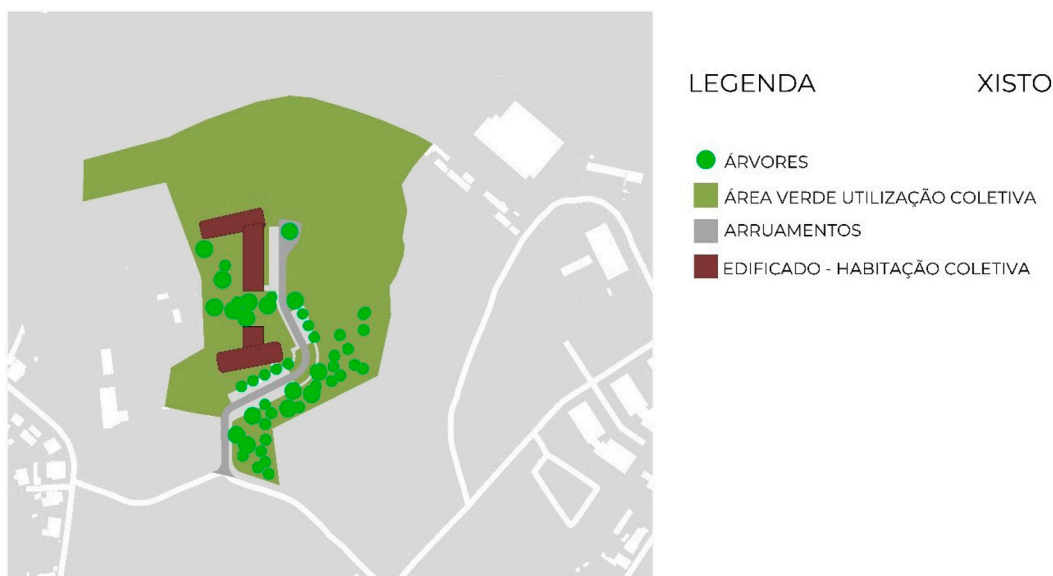 LEGENDA XISTO
ÁRVORES
ÁREA VERDE UTILIZAÇÃO COLETIVA
ARRUAMENTOS
EDIFICADO - HABITAÇÃO COLETIVA